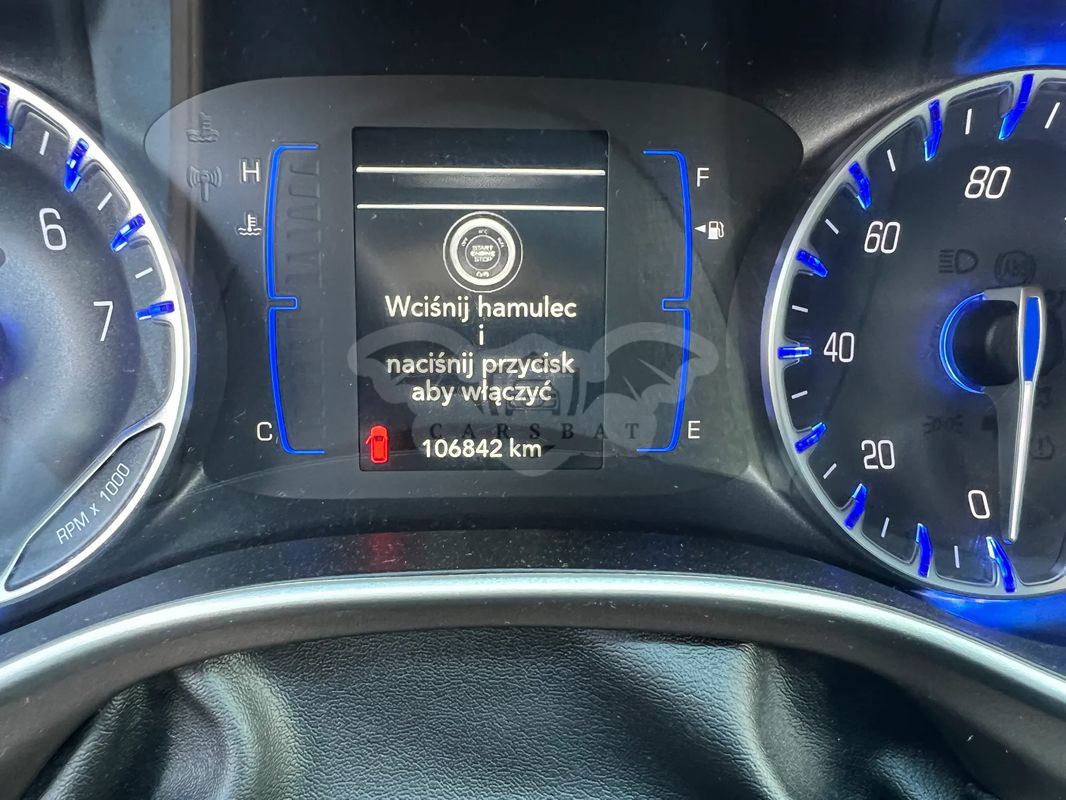 6
7
RPM x 1000
H
C
START
ENGINE
STOP
Wciśnij hamulec
i
naciśnij przycisk
aby włączyć
CARSBAT
106842 km
F
E
80
60
40
20
0
ABS